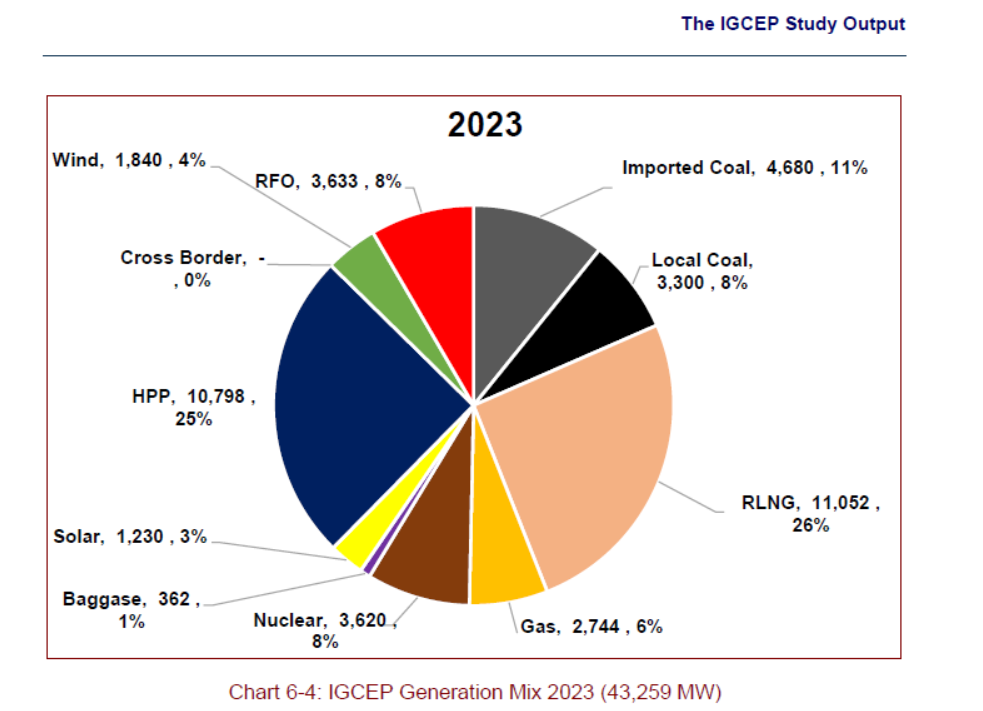 The IGCEP Study Output
2023
Wind, 1,840 , 4%
RFO, 3,633 , 8%
Imported Coal, 4,680 , 11%
Cross Border, -
, 0%
Local Coal,
3,300 , 8%
HPP, 10,798 ,
25%
RLNG, 11,052 ,
26%
Solar, 1,230 , 3%
Baggase, 362 ,
1%
Nuclear, 3,620 ,
8%
Gas, 2,744 , 6%
Chart 6-4: IGCEP Generation Mix 2023 (43,259 MW)